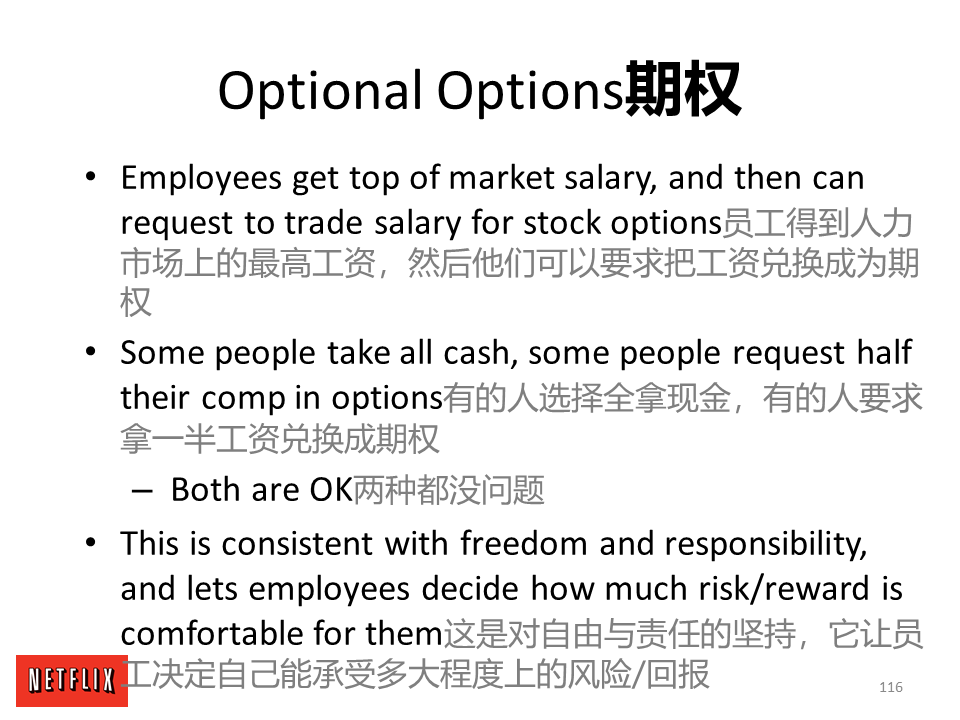 Optional Options期权
• Employees get top of market salary, and then can
request to trade salary for stock options员工得到人力
市场上的最高工资，然后他们可以要求把工资兑换成为期
权
• Some people take all cash, some people request half
their comp in options有的人选择全拿现金，有的人要求
拿一半工资兑换成期权
– Both are OK两种都没问题
• This is consistent with freedom and responsibility,
and lets employees decide how much risk/reward is
comfortable for them这是对自由与责任的坚持，它让员
工决定自己能承受多大程度上的风险/回报
NETFLIX
116